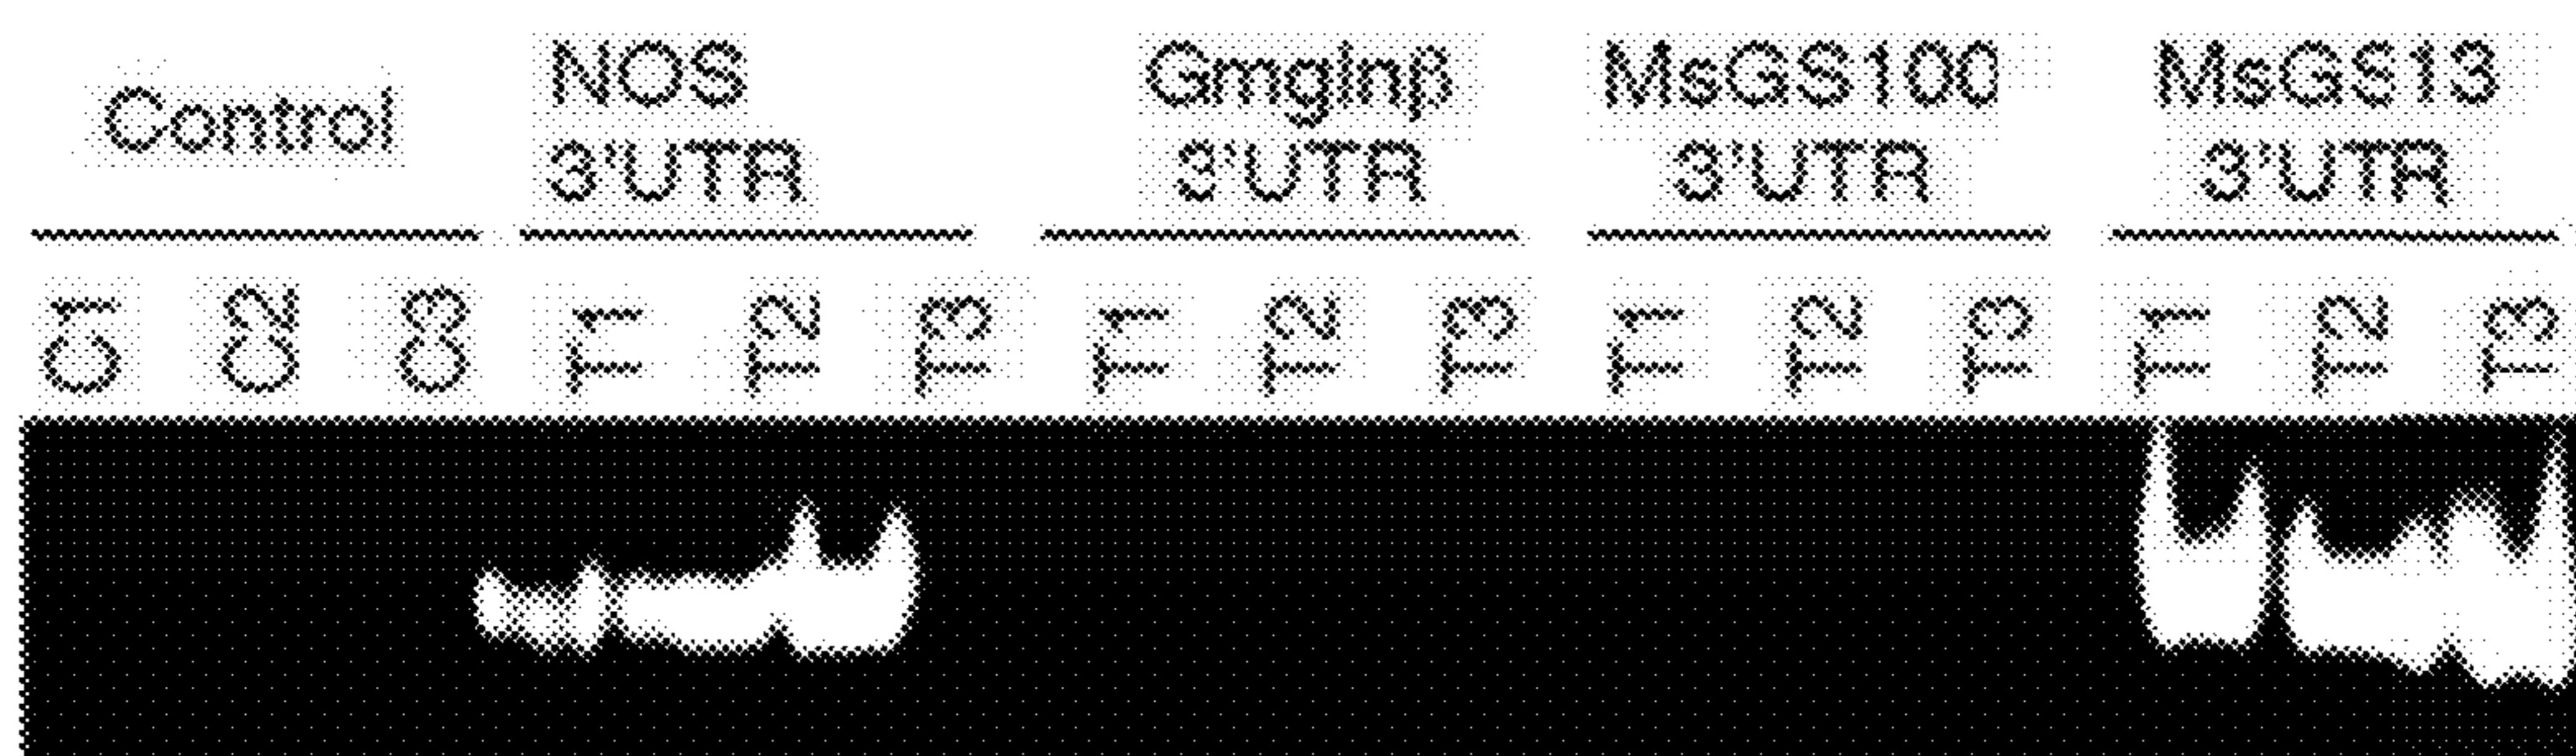 Control
NOS
3'UTR
Gmglnβ
3'UTR
MsGS100
3'UTR
MsGS13
3'UTR
C1 C2 C3 T1 T2 T3 T1 T2 T3 T1 T2 T3 T1 T2 T3